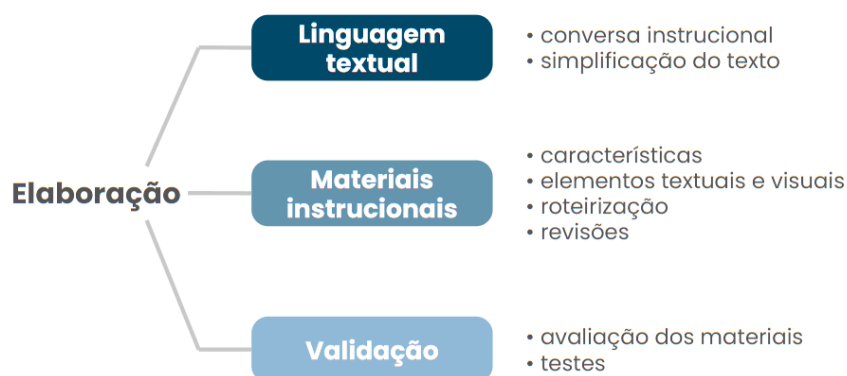 Elaboração
Linguagem
textual
• conversa instrucional
• simplificação do texto
Materiais
instrucionais
• características
• elementos textuais e visuais
• roteirização
• revisões
Validação
• avaliação dos materiais
• testes